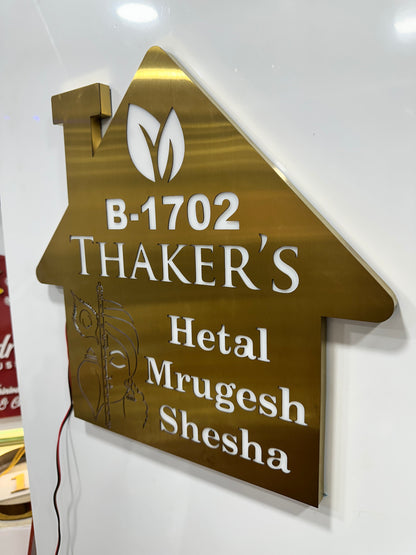 B-1702
THAKER'S
Hetal
Mrugesh
Shesha